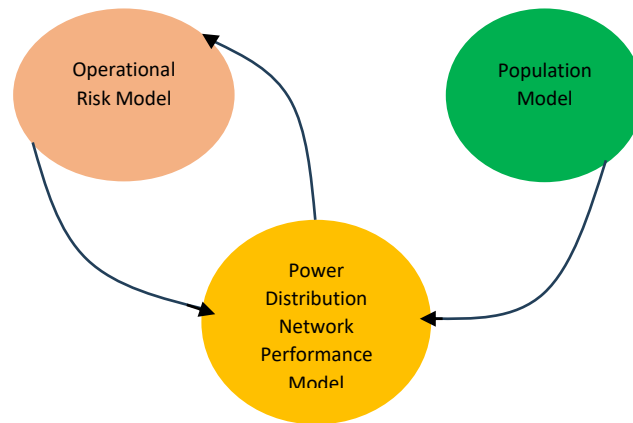 Operational
Risk Model
Population
Model
Power
Distribution
Network
Performance
Model